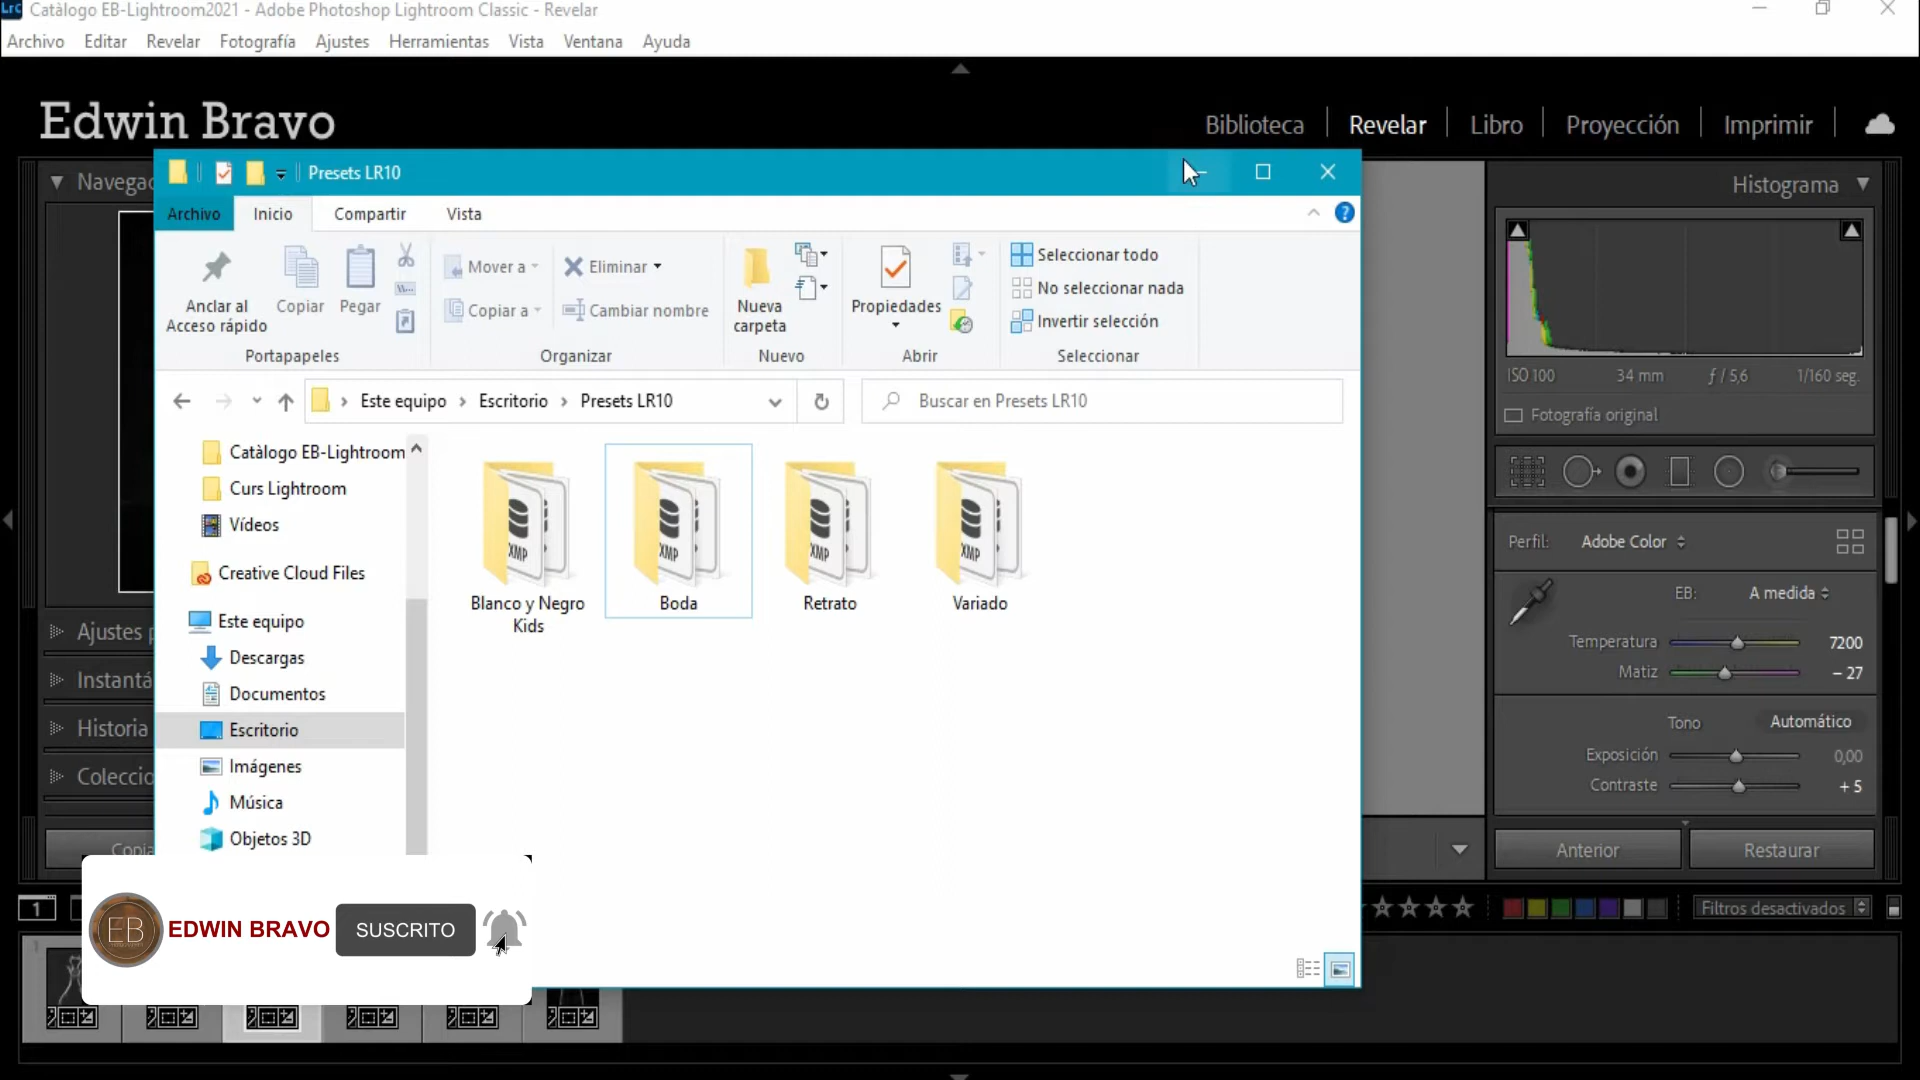 Lrc Catàlogo EB-Lightroom2021 - Adobe Photoshop Lightroom Classic - Revelar
Archivo Editar Revelar Fotografía Ajustes Herramientas Vista Ventana Ayuda
Edwin Bravo
Biblioteca Revelar Libro Proyección Imprimir
Navegac
Presets LR10
Histograma
Archivo Inicio Compartir Vista
Anclar al
Acceso rápido
Copiar
Pegar
Portapapeles
Mover a
Copiar a
Eliminar
Cambiar nombre
Organizar
Nueva
carpeta
Nuevo
Propiedades
Abrir
Seleccionar todo
No seleccionar nada
Invertir selección
Seleccionar
ISO 100 34 mm ƒ / 5,6 1/160 seg.
Fotografía original
Este equipo Escritorio Presets LR10
Buscar en Presets LR10
Catàlogo EB-Lightroom
Curs Lightroom
Vídeos
Creative Cloud Files
Este equipo
Descargas
Documentos
Escritorio
Imágenes
Música
Objetos 3D
XMP
XMP
XMP
XMP
Blanco y Negro
Kids
Boda
Retrato
Variado
Perfil: Adobe Color
EB: A medida
Temperatura 7200
Matiz – 27
Tono Automático
Exposición 0,00
Contraste + 5
Anterior Restaurar
Ajustes p
Instantá
Historia
Coleccio
Copia
1
Filtros desactivados
EB EDWIN BRAVO SUSCRITO
1